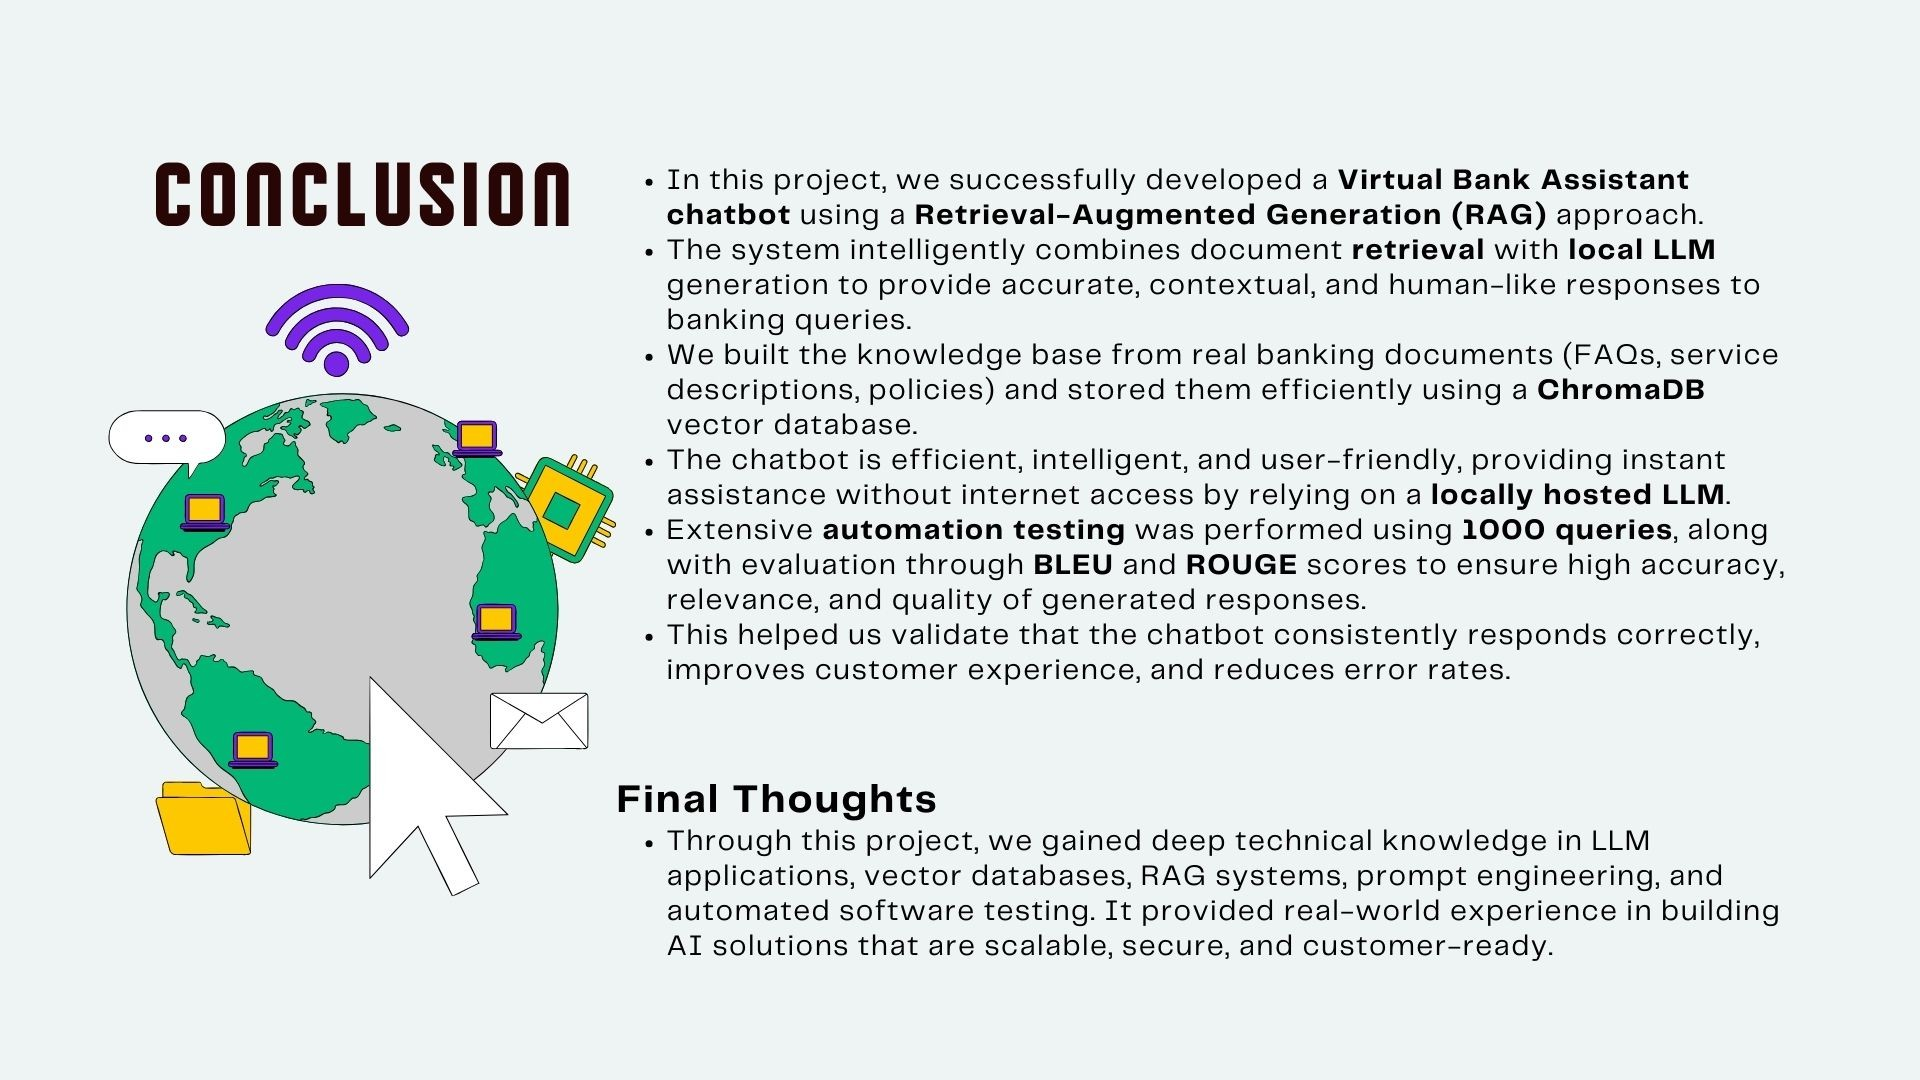 CONCLUSION
• In this project, we successfully developed a Virtual Bank Assistant
chatbot using a Retrieval-Augmented Generation (RAG) approach.
• The system intelligently combines document retrieval with local LLM
generation to provide accurate, contextual, and human-like responses to
banking queries.
• We built the knowledge base from real banking documents (FAQs, service
descriptions, policies) and stored them efficiently using a ChromaDB
vector database.
• The chatbot is efficient, intelligent, and user-friendly, providing instant
assistance without internet access by relying on a locally hosted LLM.
• Extensive automation testing was performed using 1000 queries, along
with evaluation through BLEU and ROUGE scores to ensure high accuracy,
relevance, and quality of generated responses.
• This helped us validate that the chatbot consistently responds correctly,
improves customer experience, and reduces error rates.
Final Thoughts
• Through this project, we gained deep technical knowledge in LLM
applications, vector databases, RAG systems, prompt engineering, and
automated software testing. It provided real-world experience in building
AI solutions that are scalable, secure, and customer-ready.